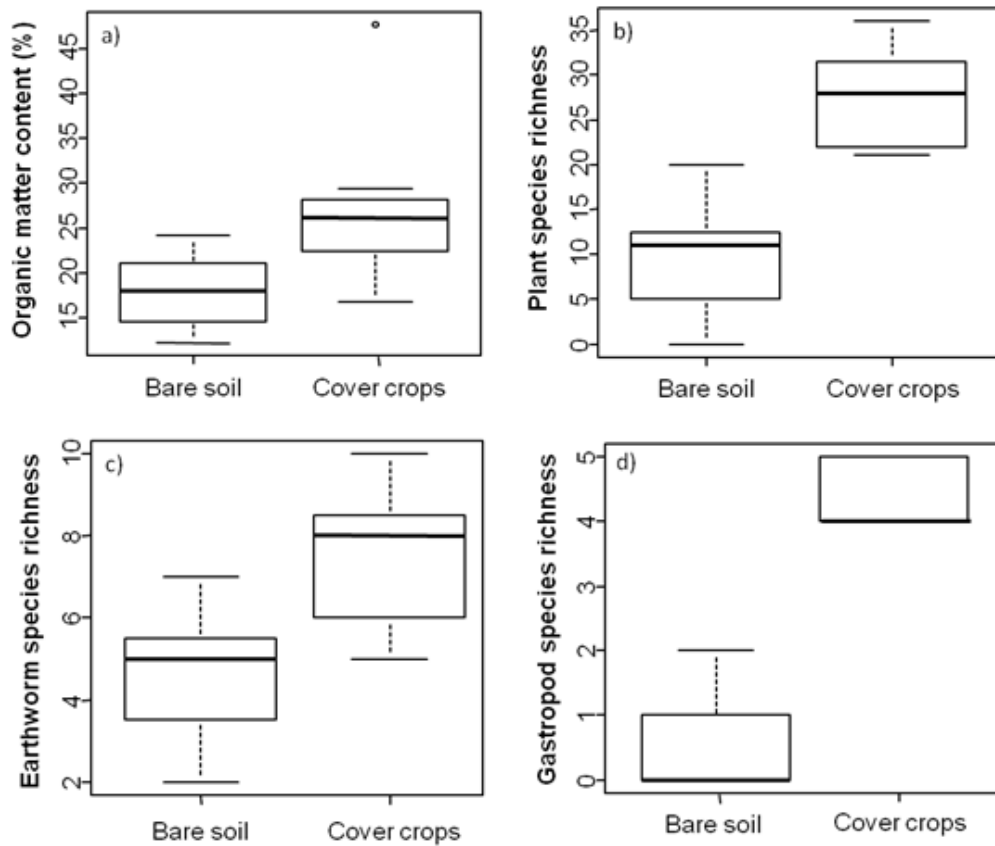 a)
Organic matter content (%)
45
40
35
30
25
20
15
Bare soil
Cover crops
b)
Plant species richness
35
30
25
20
15
10
5
0
Bare soil
Cover crops
c)
Earthworm species richness
10
8
6
4
2
Bare soil
Cover crops
d)
Gastropod species richness
5
4
3
2
1
0
Bare soil
Cover crops